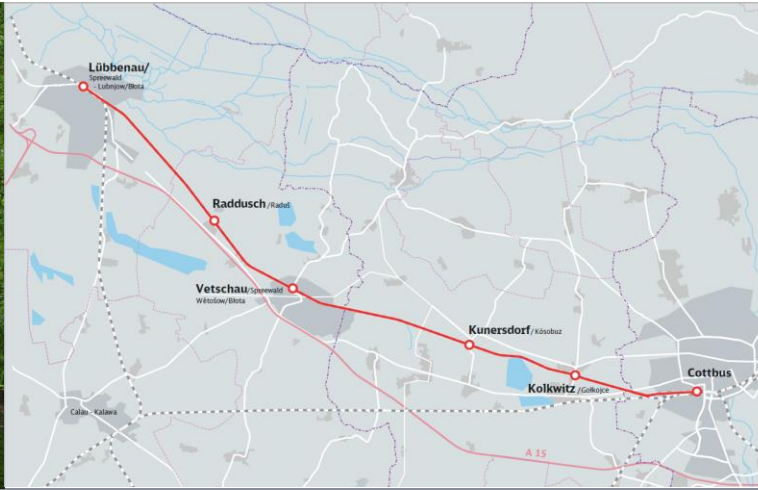 Lübbenau/
Spreewald
- Lubnjow/Błota
Raddusch /Raduš
Vetschau/Spreewald
Wětošow/Błota
Kunersdorf /Kósobuz
Kolkwitz /Gołkojce
Cottbus
Calau - Kalawa
A 15